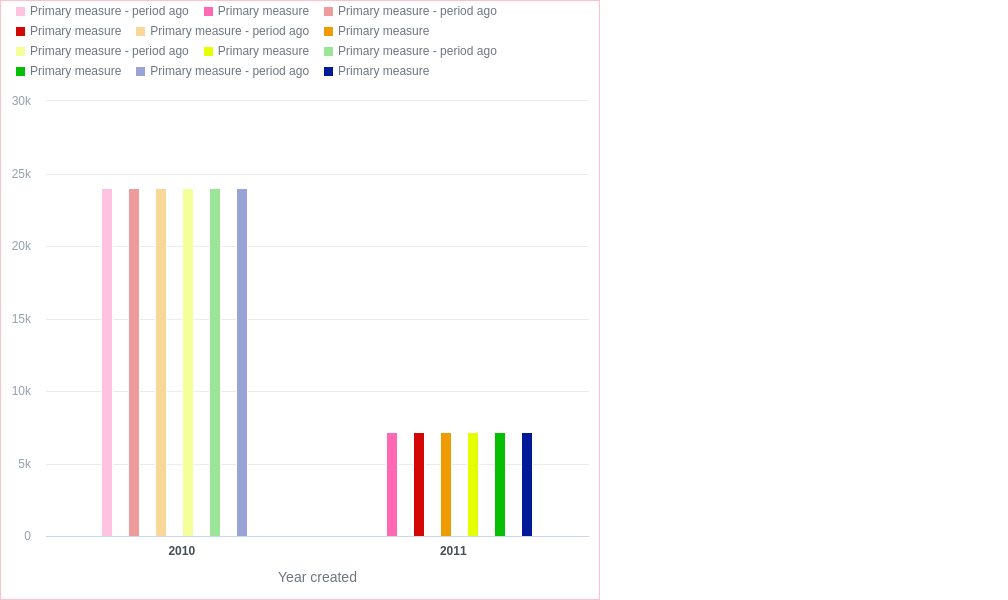 Primary measure - period ago Primary measure Primary measure - period ago
Primary measure Primary measure - period ago Primary measure
Primary measure - period ago Primary measure Primary measure - period ago
Primary measure Primary measure - period ago Primary measure
30k
25k
20k
15k
10k
5k
0
2010 2011
Year created